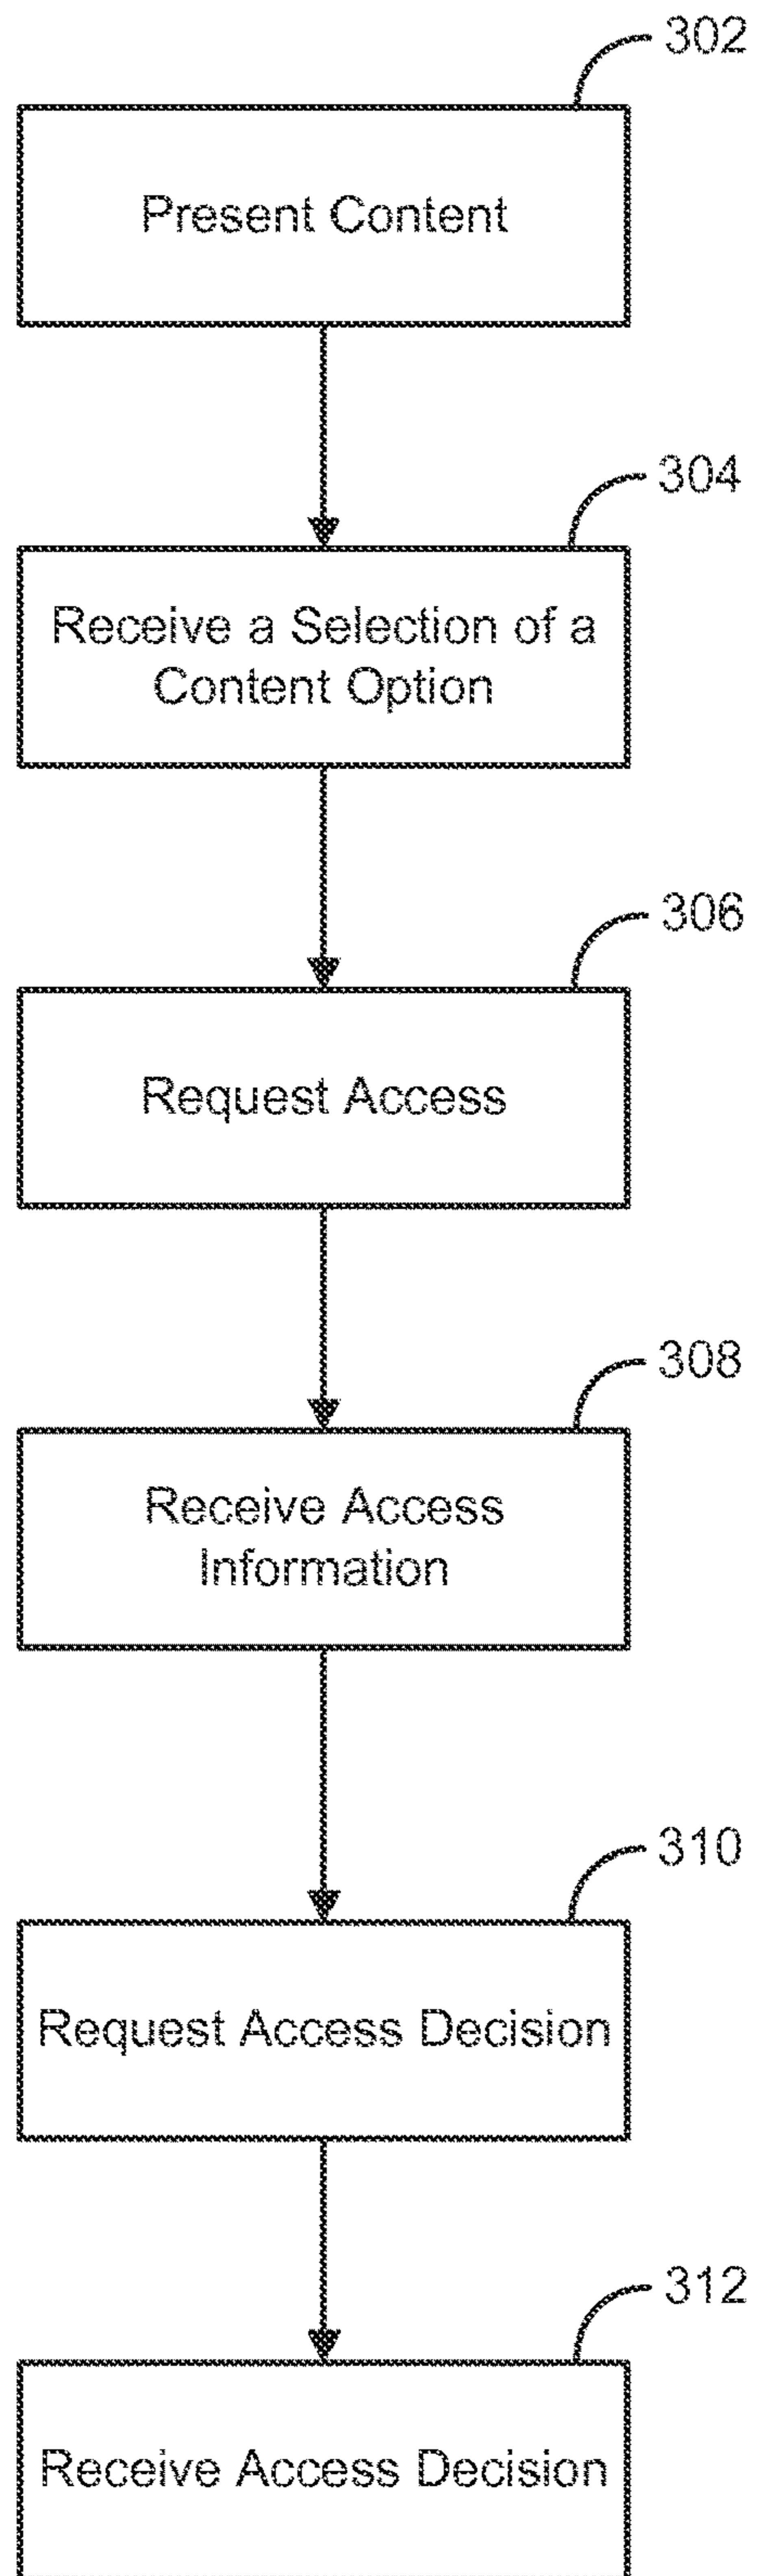 302
Present Content
304
Receive a Selection of a
Content Option
306
Request Access
308
Receive Access
Information
310
Request Access Decision
312
Receive Access Decision